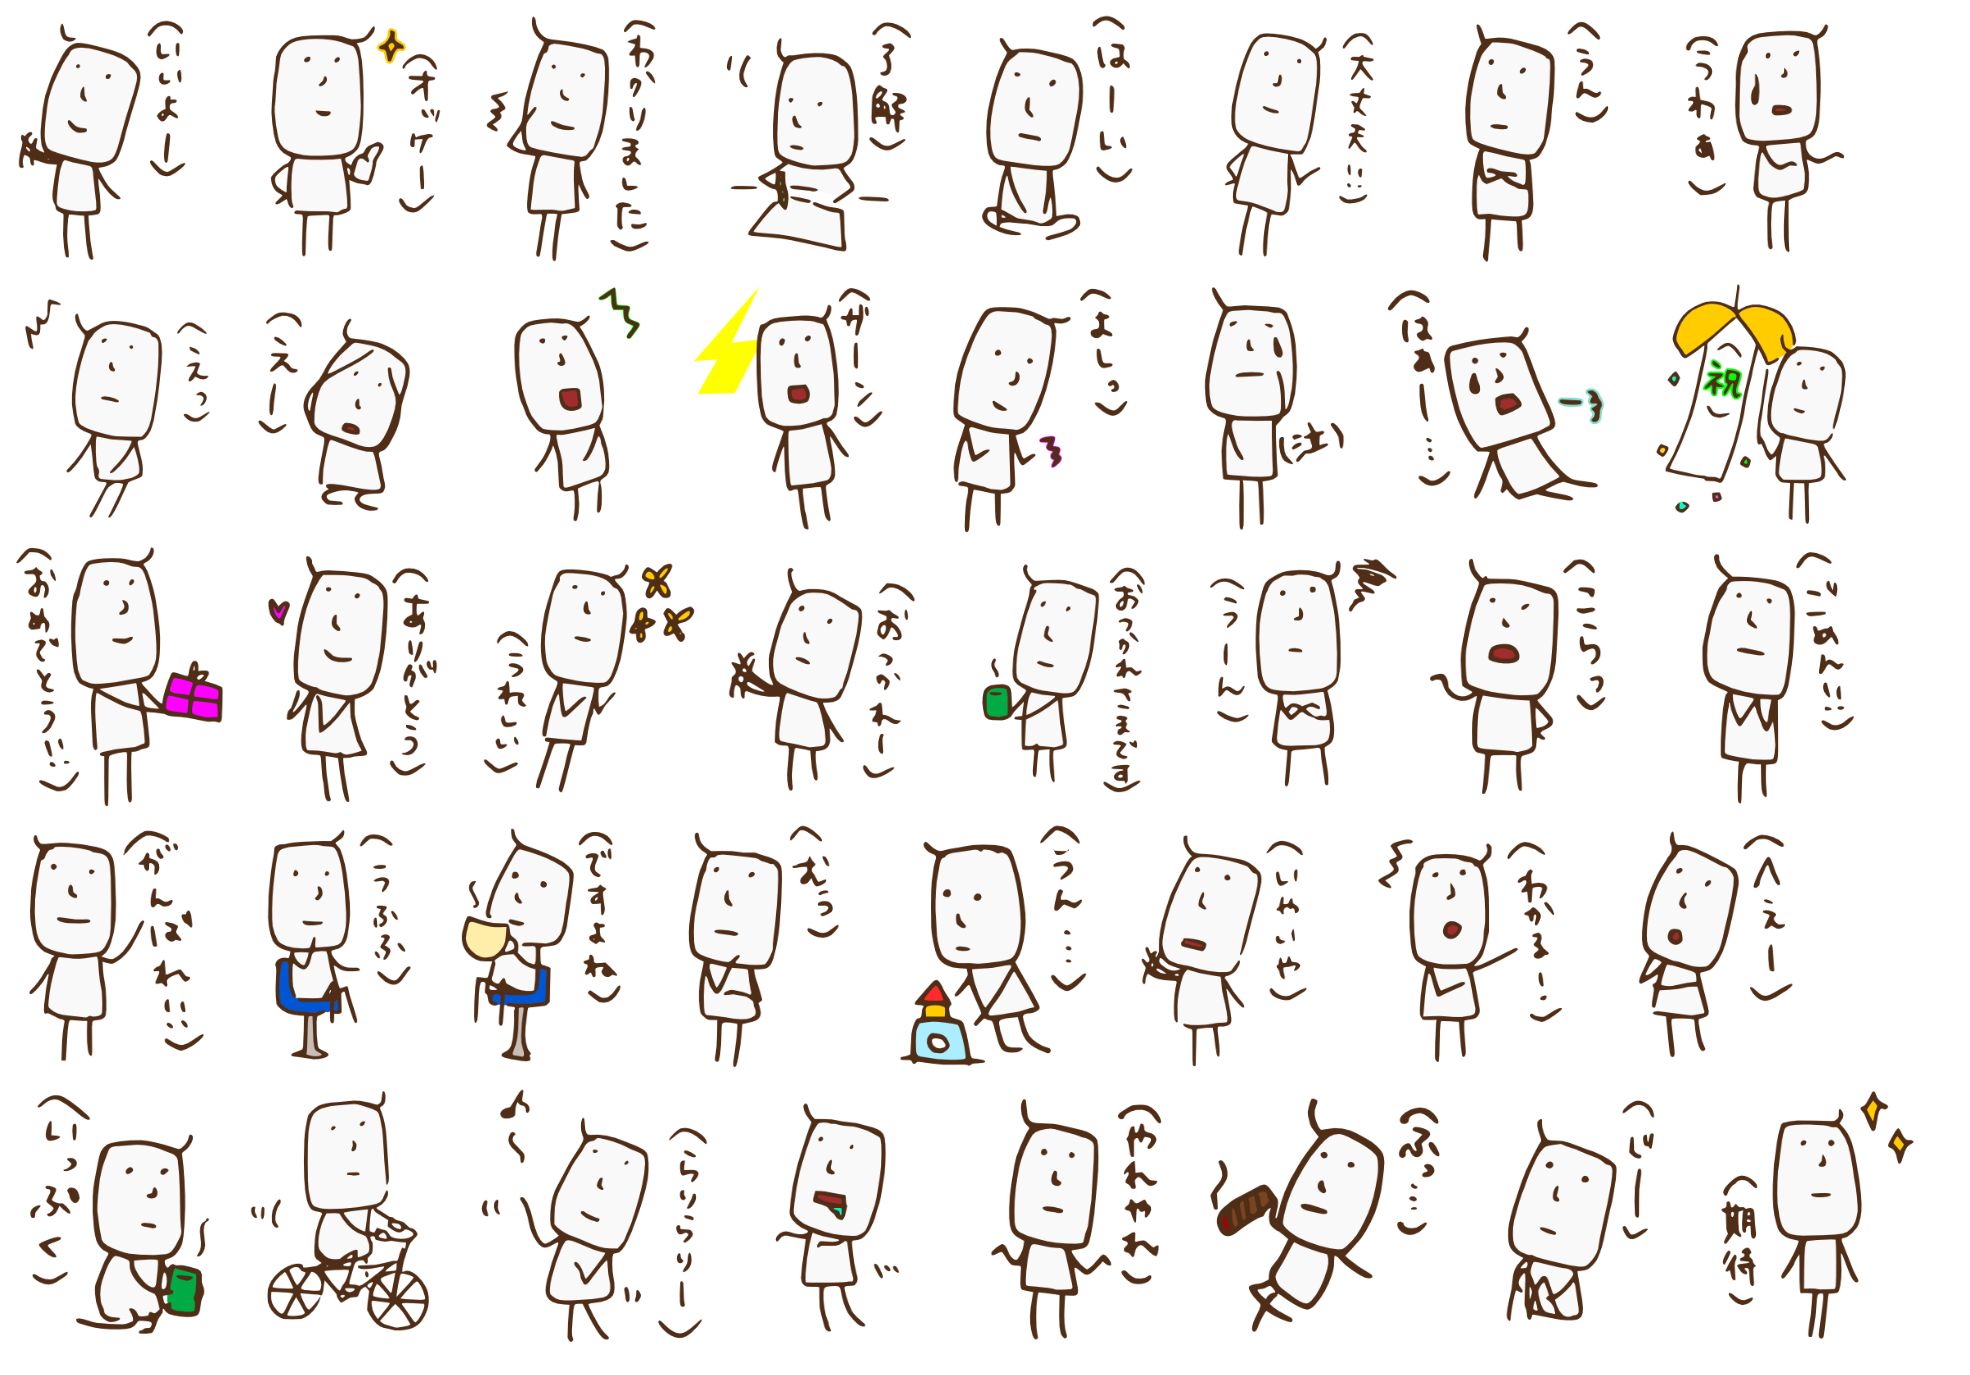 (いいよー)
(オッケー)
(わかりました)
(了解)
(はーい)
(大丈夫!!)
(うん)
(うわぁ)
(えっ)
(えー)
(ガーン)
(よしっ)
(泣)
(はぁー…)
(祝)
(おめでとう!!)
(ありがとう)
(うれしい)
(おつかれー)
(おつかれさまです)
(うーん)
(こらっ)
(ごめん!!)
(がんばれ!!)
(うふふ)
(ですよね)
(むぅ)
(うん…)
(いやいや)
(わかるー)
(へぇー)
(いっぷく)
(らりらりー)
(やれやれ)
(ふっ…)
(じー)
(期待)